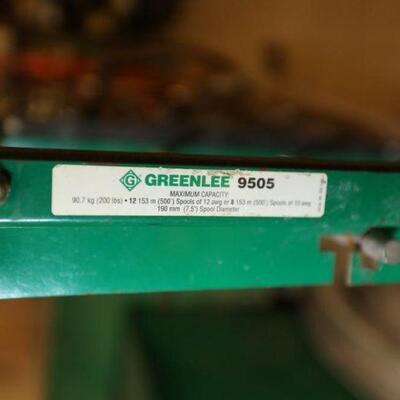 G GREENLEE 9505
MAXIMUM CAPACITY:
90.7 kg (200 lbs) • 12 153 m (500') Spools of 12 awg or 8 153 m (500') Spools of 10 awg
190 mm (7.5") Spool Diameter